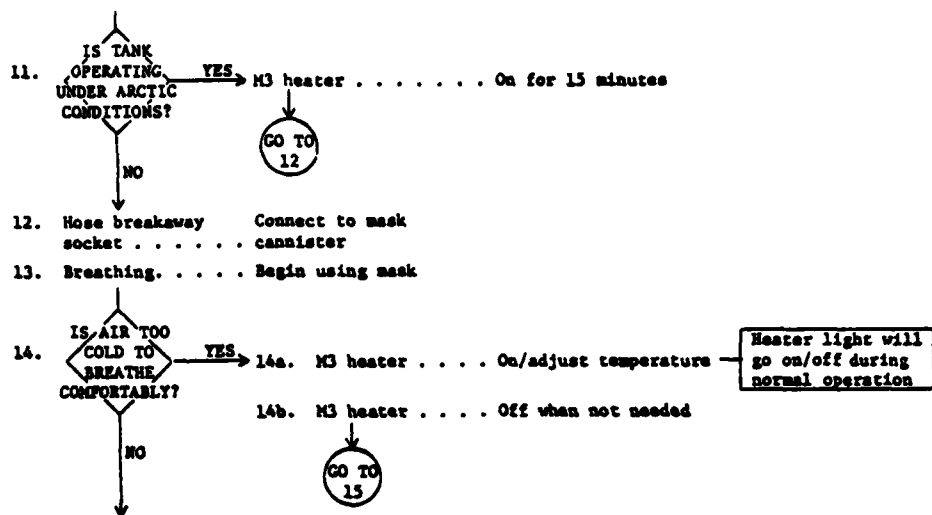 IS TANK
11. OPERATING YES M3 heater . . . . . . . On for 15 minutes
UNDER ARCTIC
CONDITIONS?
GO TO
12
NO
12. Hose breakaway Connect to mask
socket . . . . . . cannister
13. Breathing. . . . . Begin using mask
IS AIR TOO
14. COLD TO YES 14a. M3 heater . . . . On/adjust temperature
BREATHE
COMFORTABLY?
Heater light will
go on/off during
normal operation
14b. M3 heater . . . . Off when not needed
NO
GO TO
15